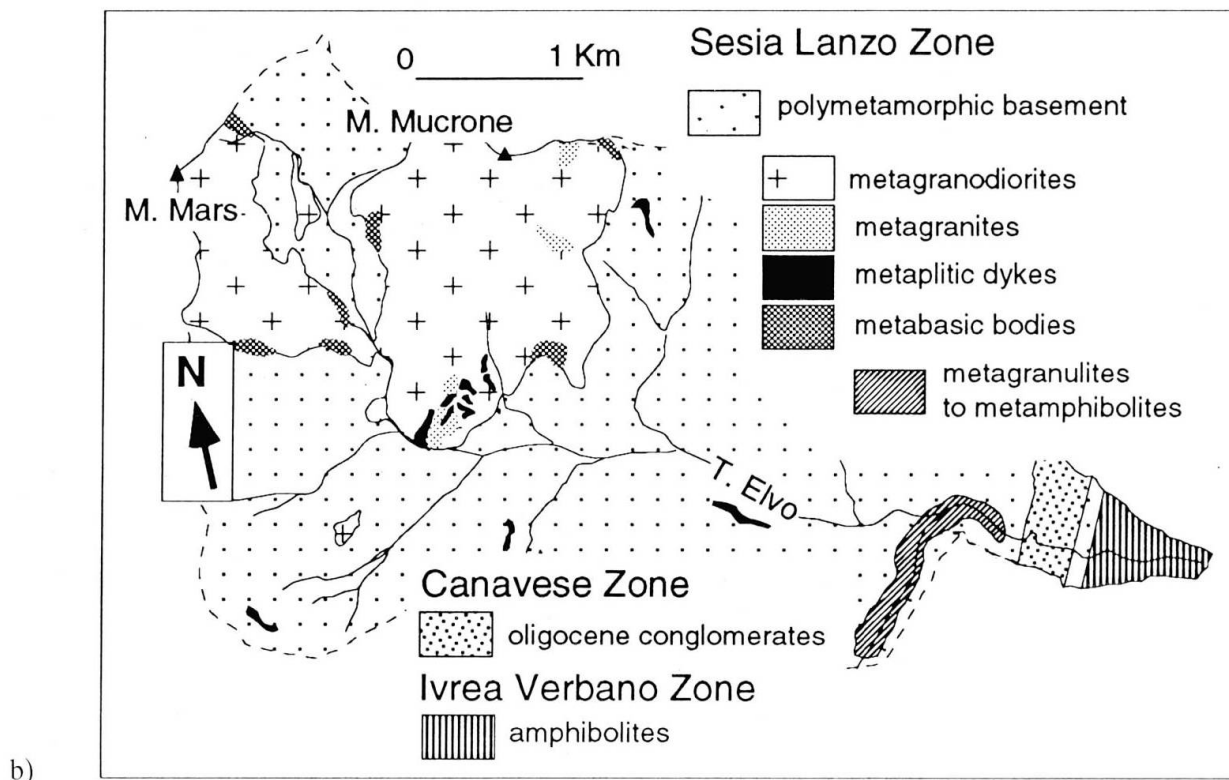 Sesia Lanzo Zone
0 1 Km
polymetamorphic basement
M. Mucrone
metagranodiorites
M. Mars
metagranites
metaplitic dykes
metabasic bodies
N
metagranulites
to metamphibolites
T. Elvo
Canavese Zone
oligocene conglomerates
Ivrea Verbano Zone
amphibolites
b)